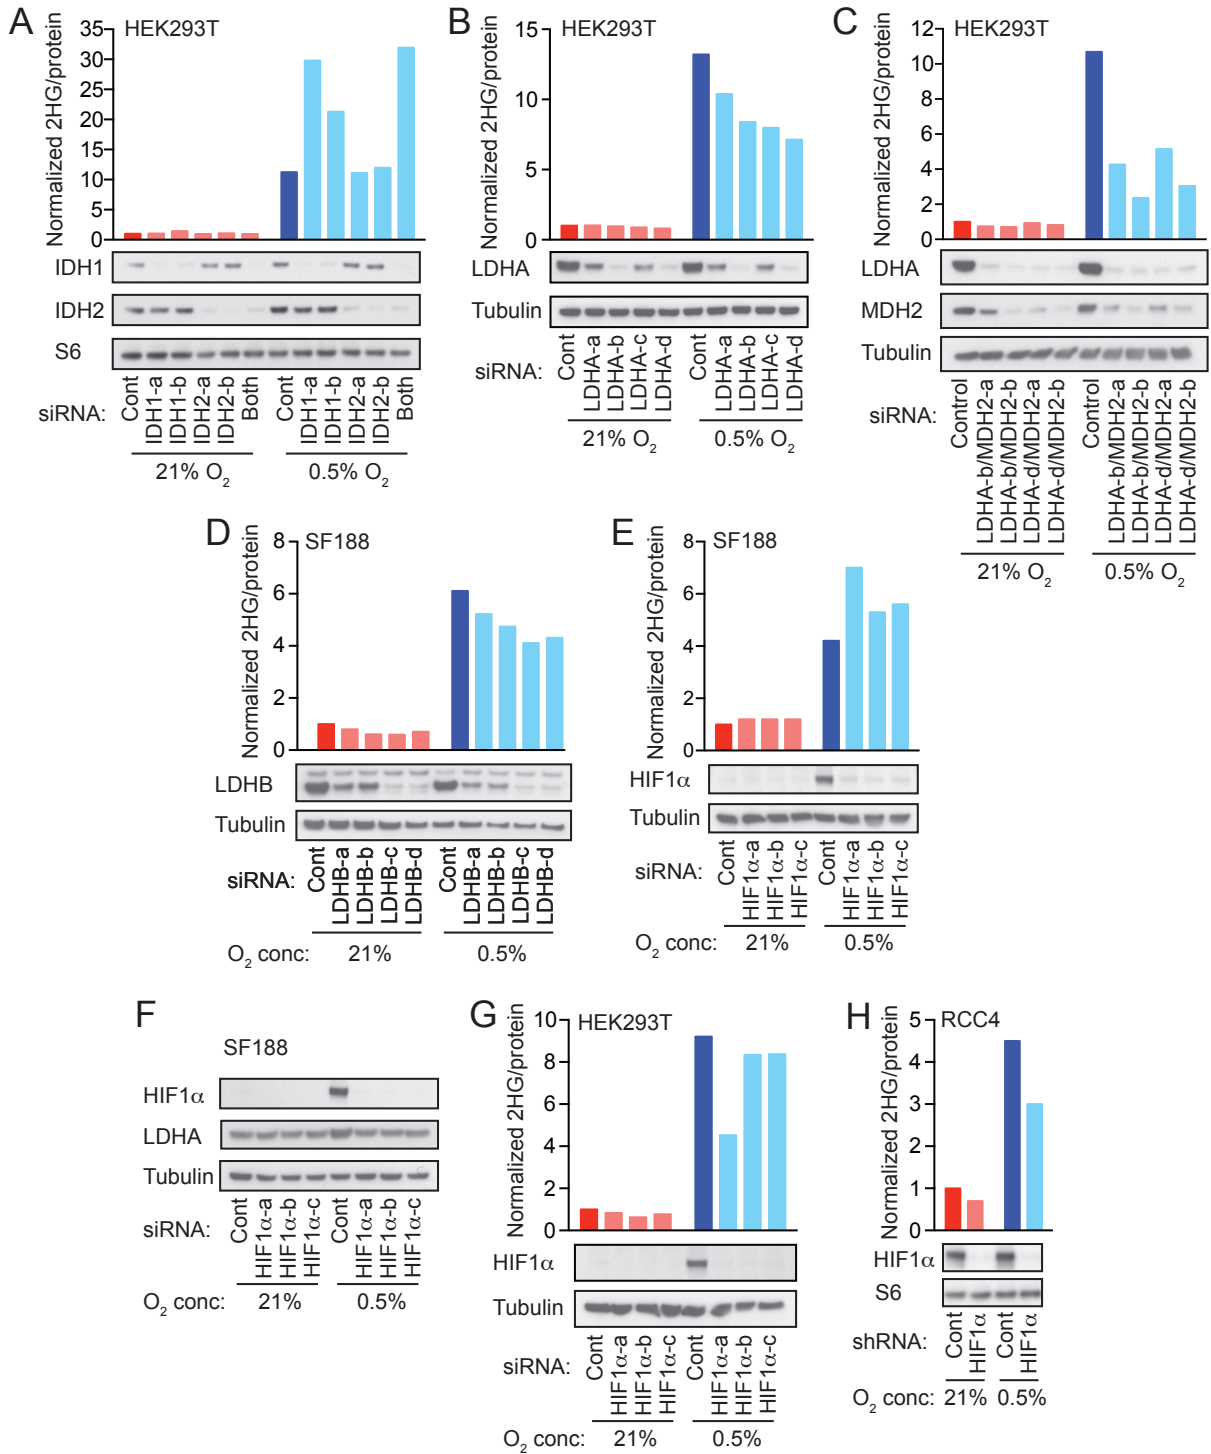 A
HEK293T
Normalized 2HG/protein
35
30
25
20
15
10
5
0
IDH1
IDH2
S6
siRNA:
Cont
IDH1-a
IDH1-b
IDH2-a
IDH2-b
Both
Cont
IDH1-a
IDH1-b
IDH2-a
IDH2-b
Both
21% O2
0.5% O2
B
HEK293T
Normalized 2HG/protein
15
10
5
0
LDHA
Tubulin
siRNA:
Cont
LDHA-a
LDHA-b
LDHA-c
LDHA-d
Cont
LDHA-a
LDHA-b
LDHA-c
LDHA-d
21% O2
0.5% O2
C
HEK293T
Normalized 2HG/protein
12
10
8
6
4
2
0
LDHA
MDH2
Tubulin
siRNA:
Control
LDHA-b/MDH2-a
LDHA-b/MDH2-b
LDHA-d/MDH2-a
LDHA-d/MDH2-b
Control
LDHA-b/MDH2-a
LDHA-b/MDH2-b
LDHA-d/MDH2-a
LDHA-d/MDH2-b
21% O2
0.5% O2
D
SF188
Normalized 2HG/protein
8
6
4
2
0
LDHB
Tubulin
siRNA:
Cont
LDHB-a
LDHB-b
LDHB-c
LDHB-d
Cont
LDHB-a
LDHB-b
LDHB-c
LDHB-d
O2 conc:
21%
0.5%
E
SF188
Normalized 2HG/protein
8
6
4
2
0
HIF1α
Tubulin
siRNA:
Cont
HIF1α-a
HIF1α-b
HIF1α-c
Cont
HIF1α-a
HIF1α-b
HIF1α-c
O2 conc:
21%
0.5%
F
SF188
HIF1α
LDHA
Tubulin
siRNA:
Cont
HIF1α-a
HIF1α-b
HIF1α-c
Cont
HIF1α-a
HIF1α-b
HIF1α-c
O2 conc:
21%
0.5%
G
HEK293T
Normalized 2HG/protein
10
8
6
4
2
0
HIF1α
Tubulin
siRNA:
Cont
HIF1α-a
HIF1α-b
HIF1α-c
Cont
HIF1α-a
HIF1α-b
HIF1α-c
O2 conc:
21%
0.5%
H
RCC4
Normalized 2HG/protein
5
4
3
2
1
0
HIF1α
S6
shRNA:
Cont
HIF1α
Cont
HIF1α
O2 conc:
21%
0.5%